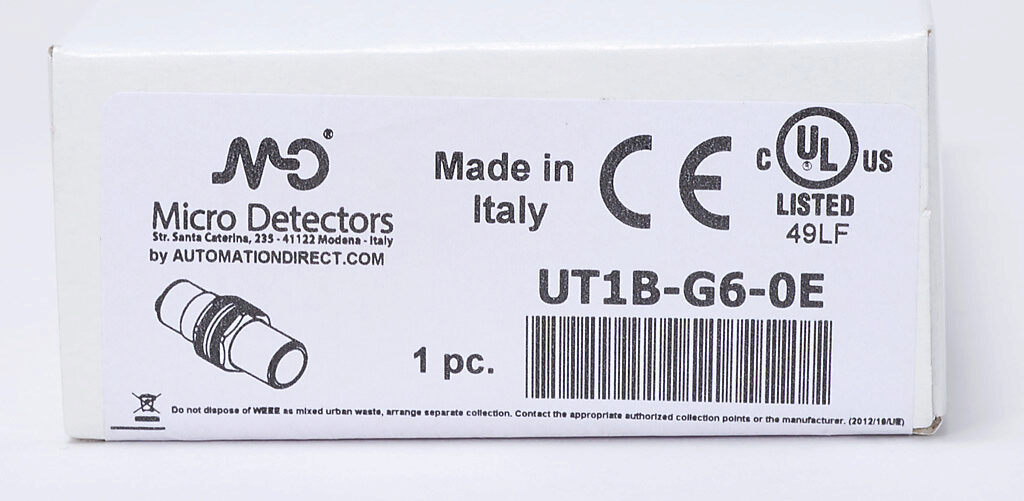 MD®
Micro Detectors
Str. Santa Caterina, 235 - 41122 Modena - Italy
by AUTOMATIONDIRECT.COM
Made in
Italy
CE
C UL® US
LISTED
49LF
UT1B-G6-0E
1 pc.
Do not dispose of WEEE as mixed urban waste, arrange separate collection. Contact the appropriate authorized collection points or the manufacturer. (2012/19/UE)